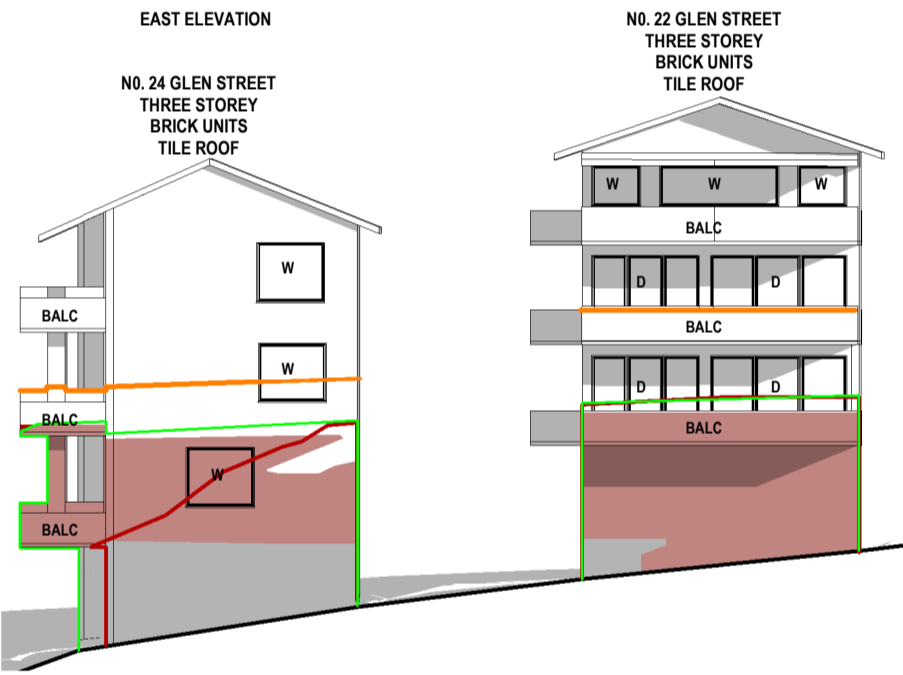 EAST ELEVATION
N0. 24 GLEN STREET
THREE STOREY
BRICK UNITS
TILE ROOF
W
BALC
W
BALC
W
BALC
N0. 22 GLEN STREET
THREE STOREY
BRICK UNITS
TILE ROOF
W W W
BALC
D D
BALC
D D
BALC